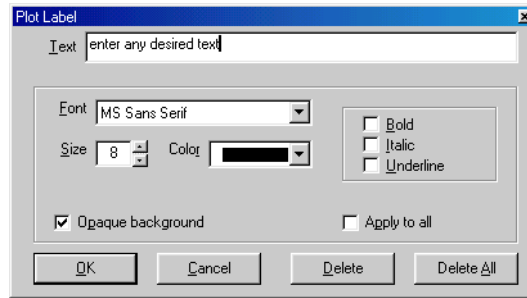 Plot Label
Text enter any desired text
Font MS Sans Serif
Bold
Italic
Underline
Size 8 Color
Opaque background Apply to all
OK Cancel Delete Delete All